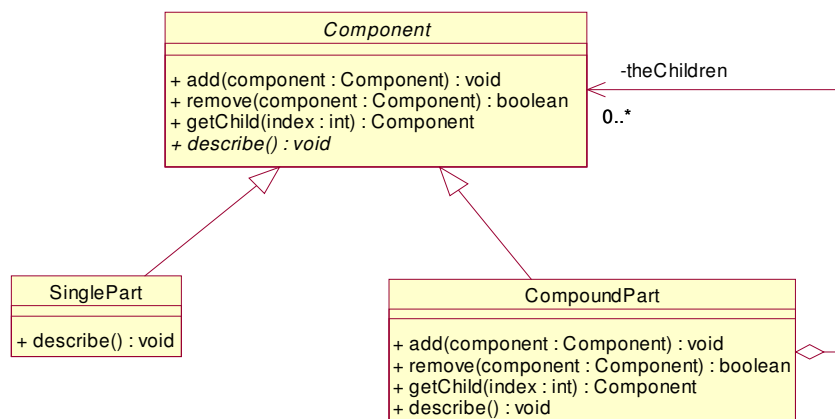 Component
+ add(component : Component) : void
+ remove(component : Component) : boolean
+ getChild(index : int) : Component
+ describe() : void
-theChildren
0..*
SinglePart
+ describe() : void
CompoundPart
+ add(component : Component) : void
+ remove(component : Component) : boolean
+ getChild(index : int) : Component
+ describe() : void